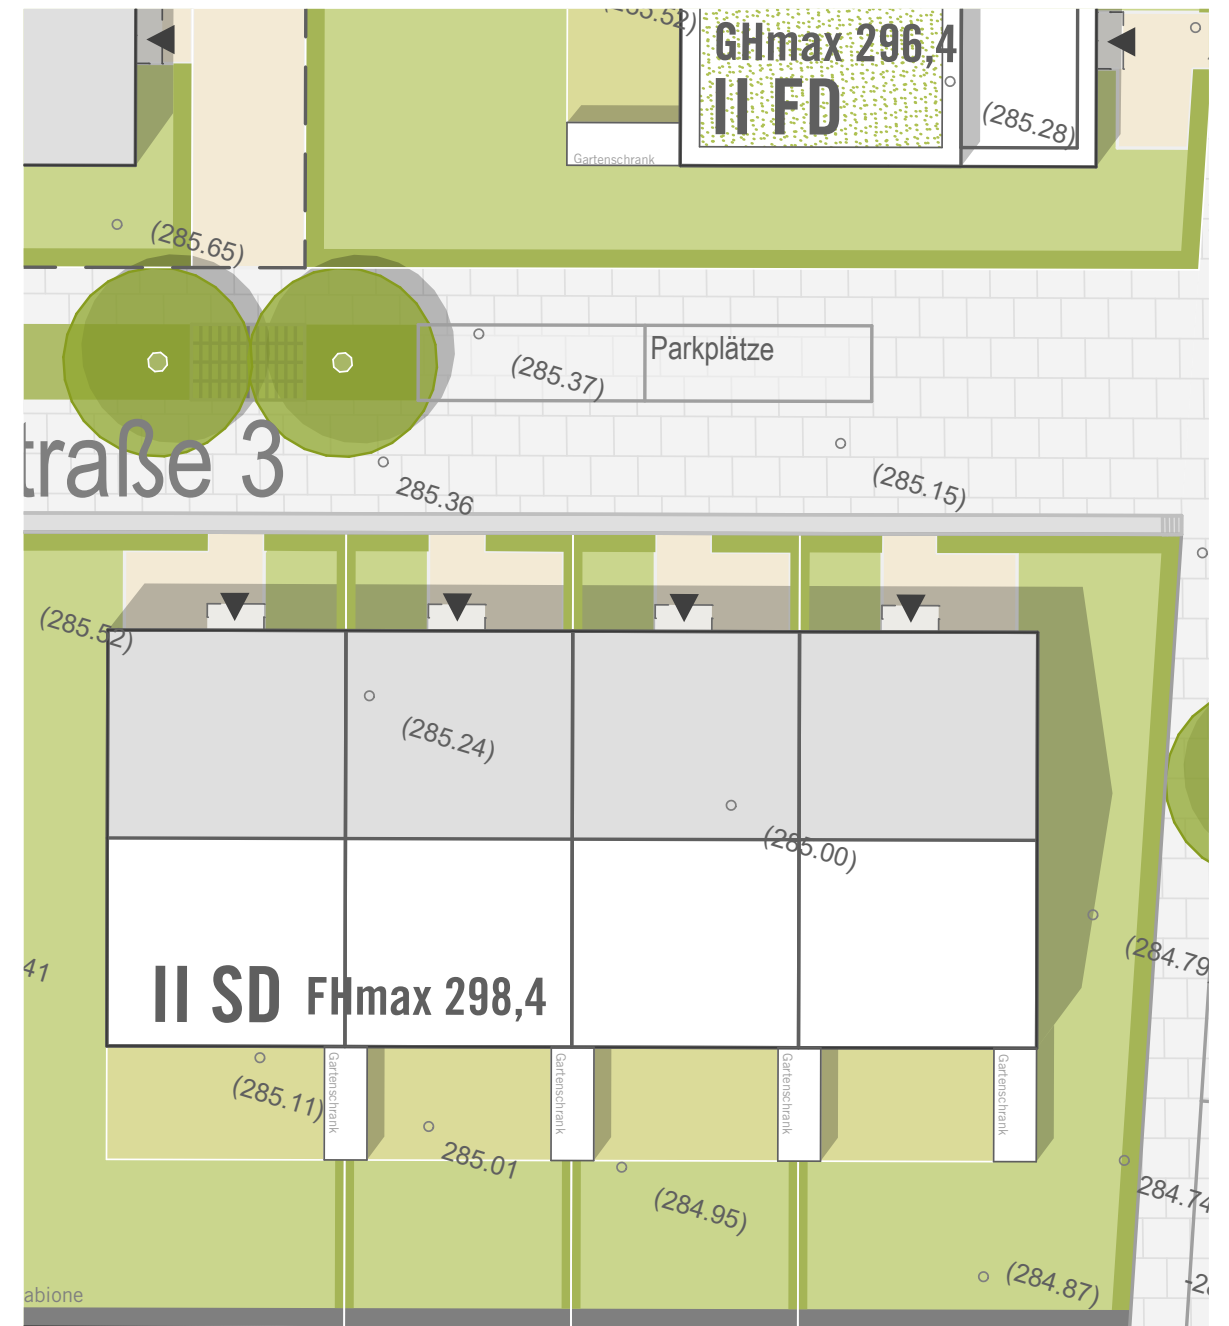 GHmax 296,4
II FD
(285.28)
Gartenschrank
(285.65)
Parkplätze
(285.37)
traße 3
285.36
(285.15)
(285.52)
(285.24)
(285.00)
(284.79
41
II SD FHmax 298,4
Gartenschrank
Gartenschrank
Gartenschrank
Gartenschrank
(285.11)
285.01
(284.95)
284.74
(284.87)
abione